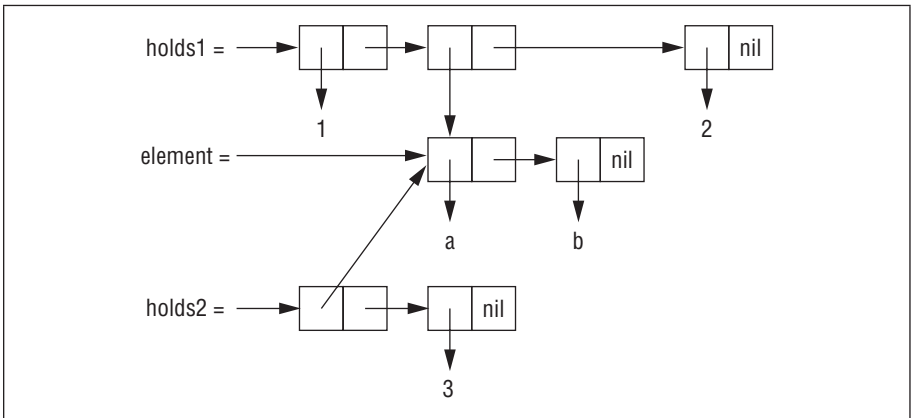 holds1 =
nil
1
2
element =
nil
a
b
holds2 =
nil
3